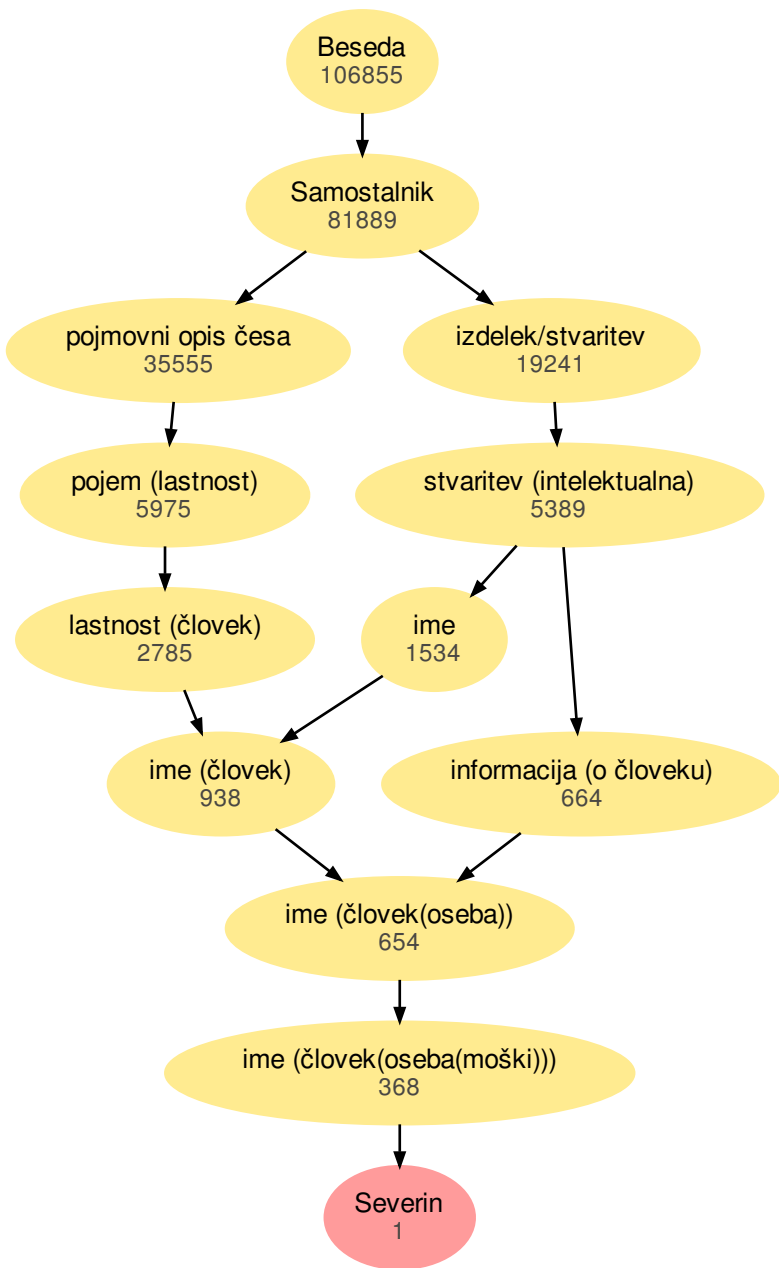 Beseda
106855
Samostalnik
81889
pojmovni opis česa
35555
izdelek/stvaritev
19241
pojem (lastnost)
5975
stvaritev (intelektualna)
5389
lastnost (človek)
2785
ime
1534
ime (človek)
938
informacija (o človeku)
664
ime (človek(oseba))
654
ime (človek(oseba(moški)))
368
Severin
1